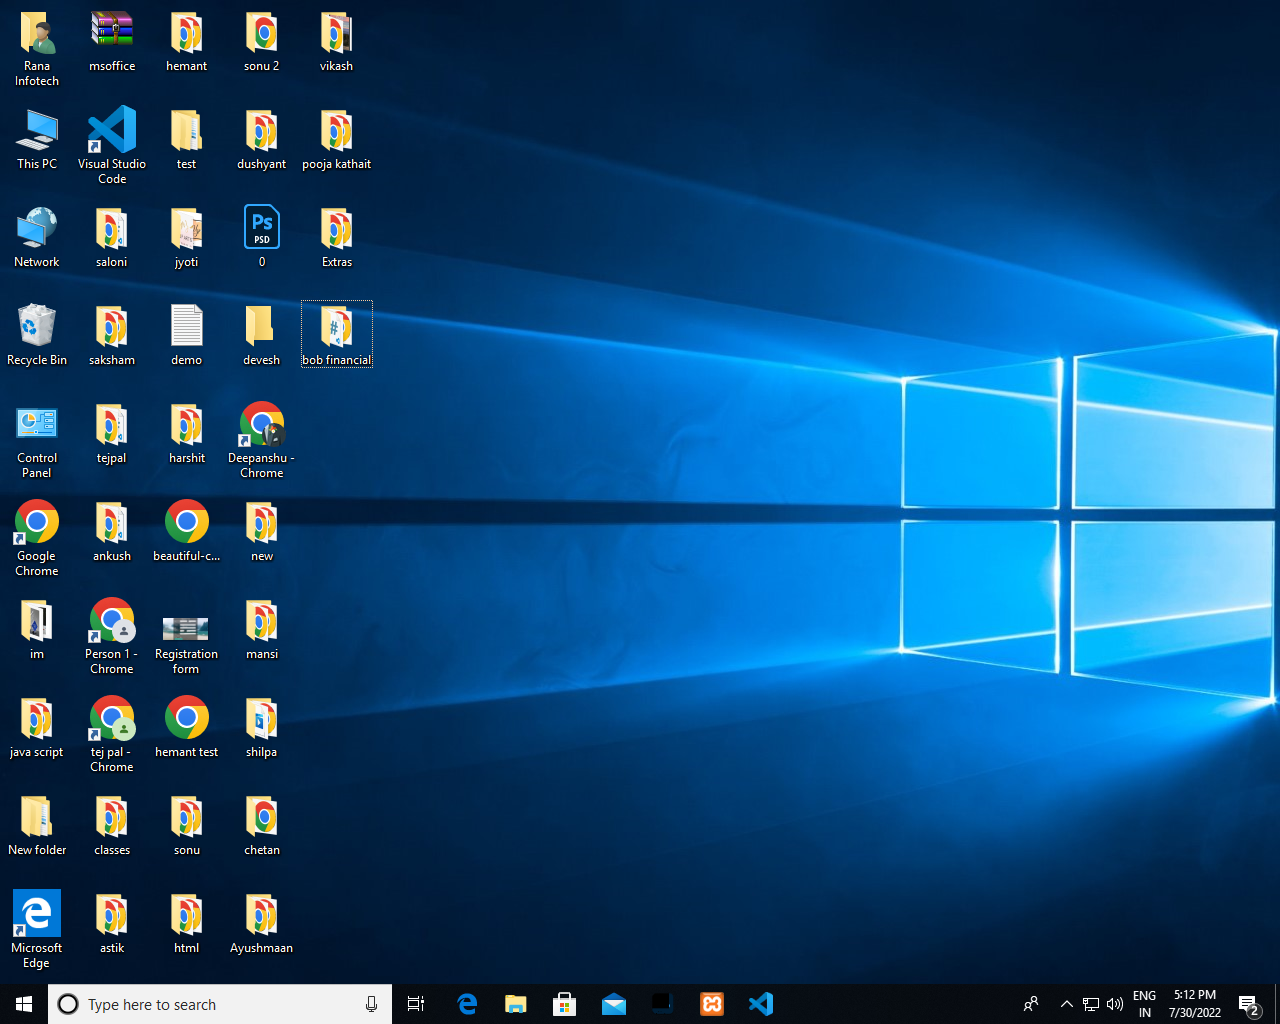 Rana
Infotech
msoffice
hemant
sonu 2
vikash
This PC
Visual Studio
Code
test
dushyant
pooja kathait
Network
saloni
jyoti
Ps
PSD
0
Extras
Recycle Bin
saksham
demo
devesh
#
bob financial
Control
Panel
tejpal
harshit
Deepanshu -
Chrome
Google
Chrome
ankush
beautiful-c...
new
im
Person 1 -
Chrome
Registration
form
mansi
java script
tej pal -
Chrome
hemant test
shilpa
New folder
classes
sonu
chetan
Microsoft
Edge
astik
html
Ayushmaan
Type here to search
ENG
IN
5:12 PM
7/30/2022
2